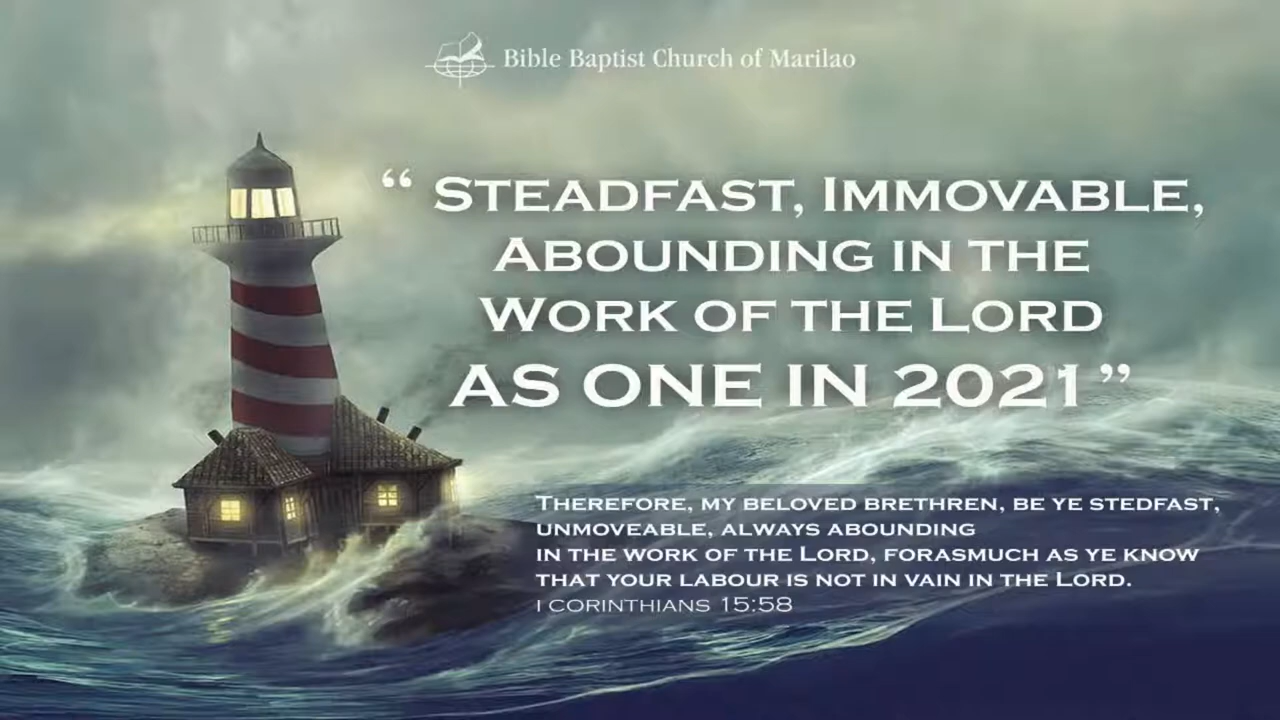 Bible Baptist Church of Marilao
“ Steadfast, Immovable,
Abounding in the
Work of the Lord
as one in 2021”
Therefore, my beloved brethren, be ye stedfast,
unmoveable, always abounding
in the work of the Lord, forasmuch as ye know
that your labour is not in vain in the Lord.
I Corinthians 15:58